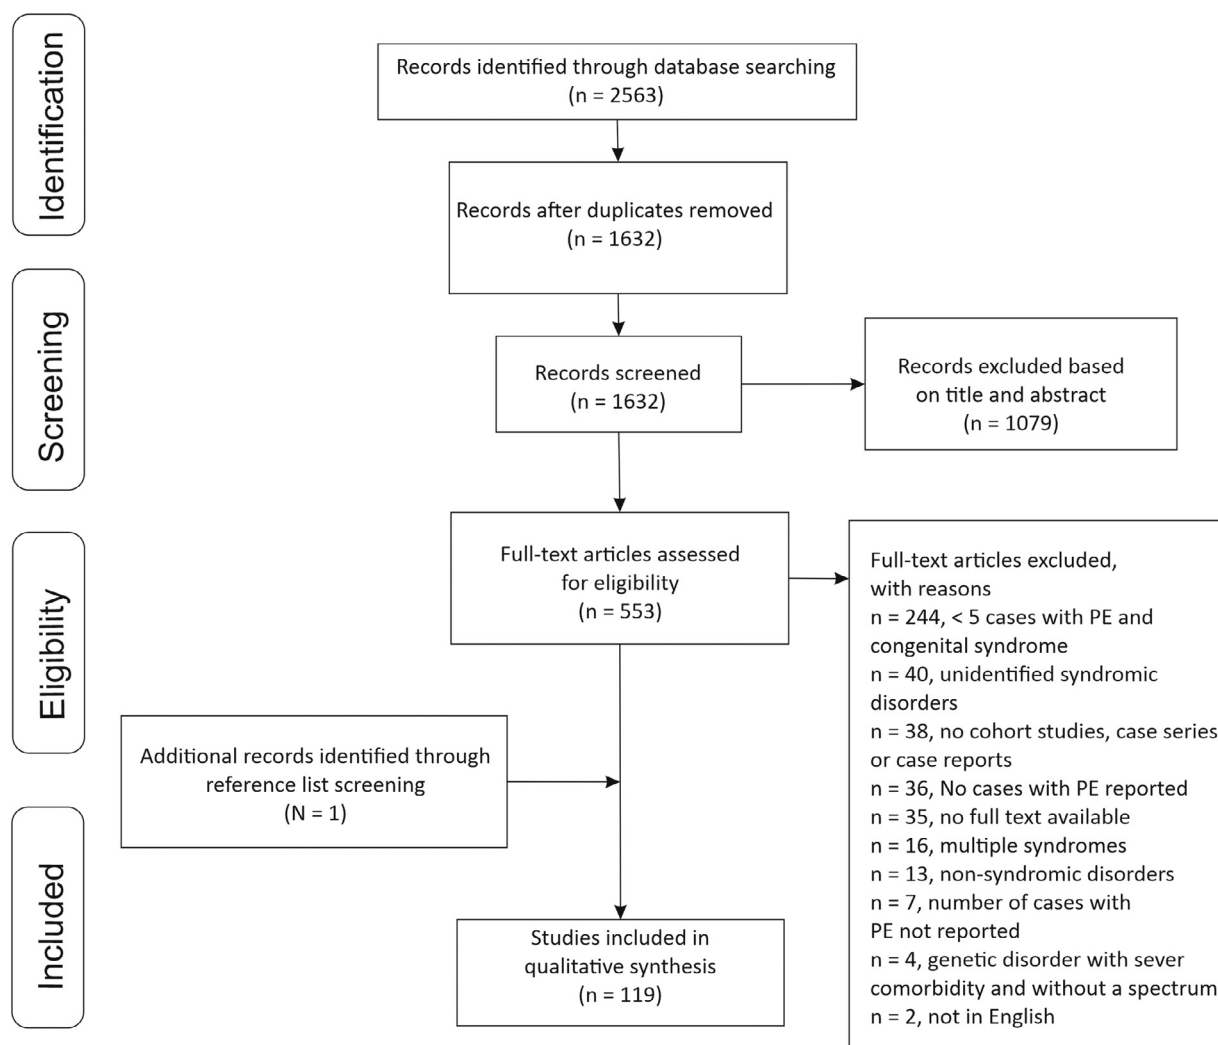 Identification
Records identified through database searching
(n = 2563)
Records after duplicates removed
(n = 1632)
Screening
Records screened
(n = 1632)
Records excluded based
on title and abstract
(n = 1079)
Eligibility
Full-text articles assessed
for eligibility
(n = 553)
Full-text articles excluded,
with reasons
n = 244, < 5 cases with PE and
congenital syndrome
n = 40, unidentified syndromic
disorders
n = 38, no cohort studies, case series
or case reports
n = 36, No cases with PE reported
n = 35, no full text available
n = 16, multiple syndromes
n = 13, non-syndromic disorders
n = 7, number of cases with
PE not reported
n = 4, genetic disorder with sever
comorbidity and without a spectrum
n = 2, not in English
Additional records identified through
reference list screening
(N = 1)
Included
Studies included in
qualitative synthesis
(n = 119)